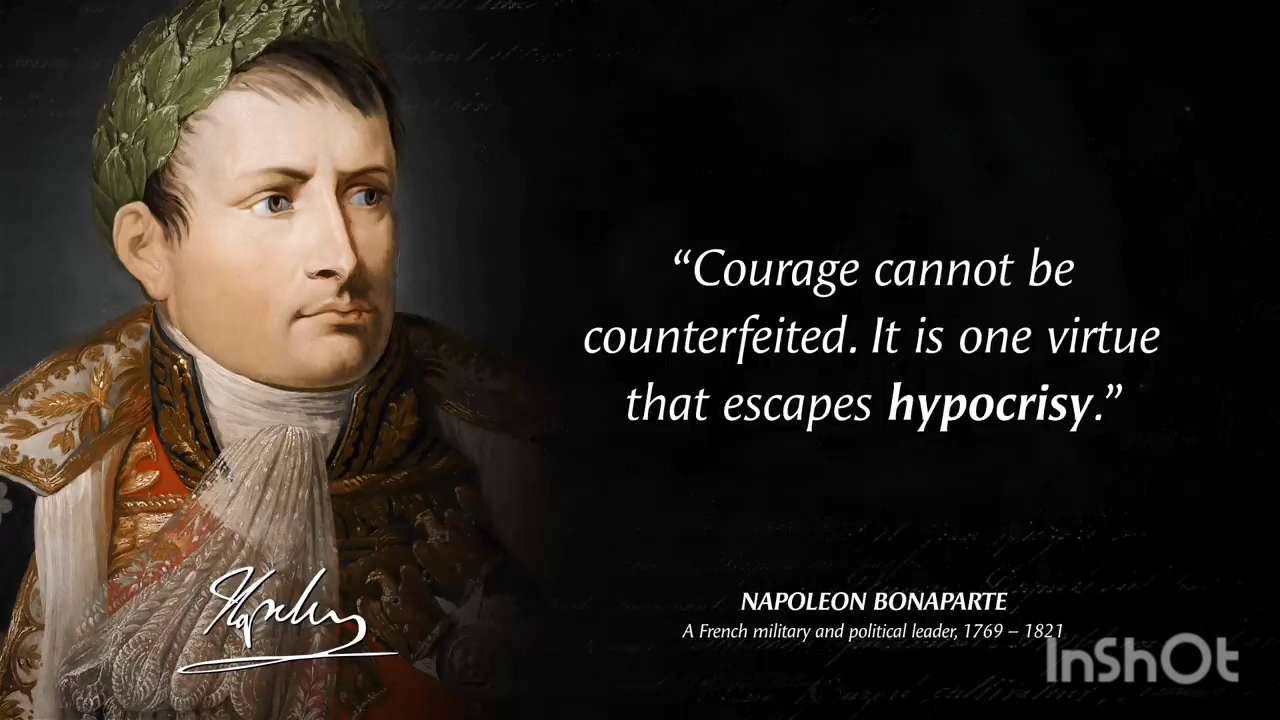 “Courage cannot be
counterfeited. It is one virtue
that escapes hypocrisy.”
NAPOLEON BONAPARTE
A French military and political leader, 1769 – 1821
InShOt